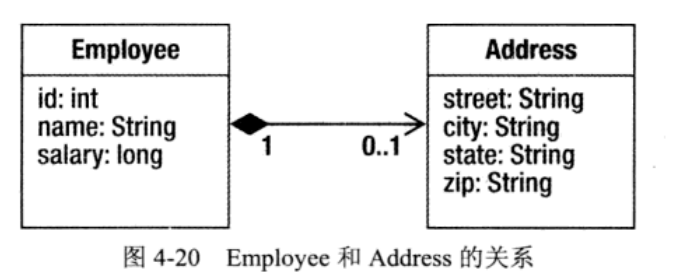 Employee
id: int
name: String
salary: long
1
0..1
Address
street: String
city: String
state: String
zip: String
图 4-20 Employee 和 Address 的关系